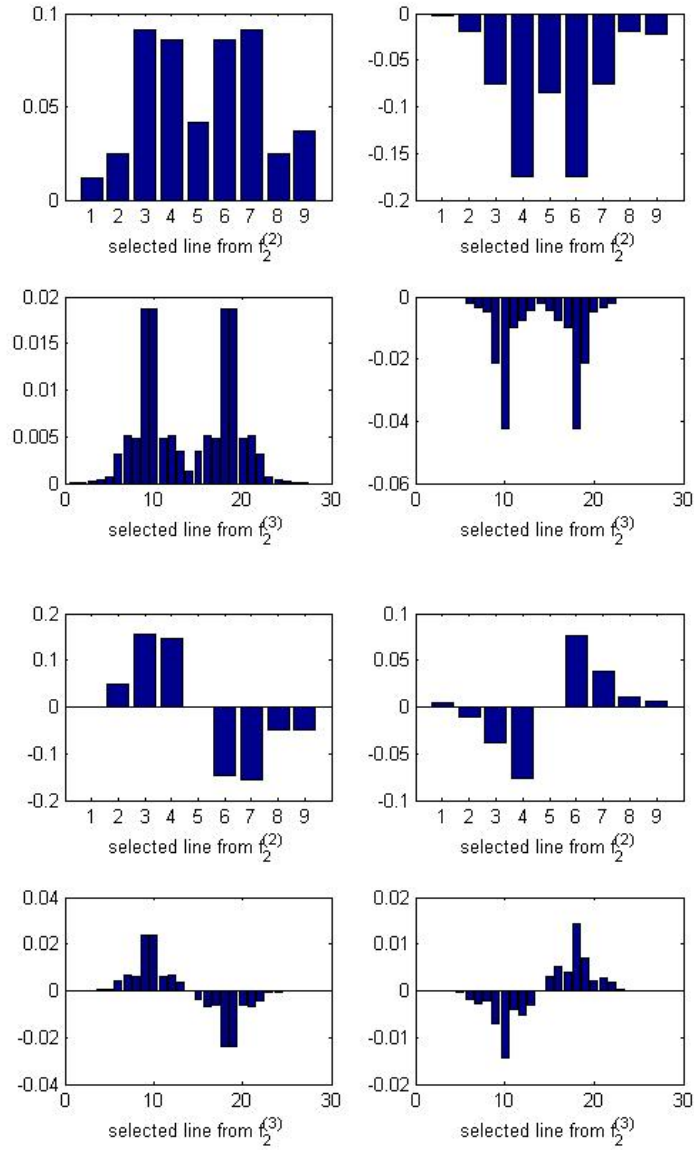 0.1
0.05
0
1 2 3 4 5 6 7 8 9
selected line from f₂⁽²⁾
0
-0.05
-0.1
-0.15
-0.2
1 2 3 4 5 6 7 8 9
selected line from f₂⁽²⁾
0.02
0.015
0.01
0.005
0
0 10 20 30
selected line from f₂⁽³⁾
0
-0.02
-0.04
-0.06
0 10 20 30
selected line from f₂⁽³⁾
0.2
0.1
0
-0.1
-0.2
1 2 3 4 5 6 7 8 9
selected line from f₂⁽²⁾
0.1
0.05
0
-0.05
-0.1
1 2 3 4 5 6 7 8 9
selected line from f₂⁽²⁾
0.04
0.02
0
-0.02
-0.04
0 10 20 30
selected line from f₂⁽³⁾
0.02
0.01
0
-0.01
-0.02
0 10 20 30
selected line from f₂⁽³⁾